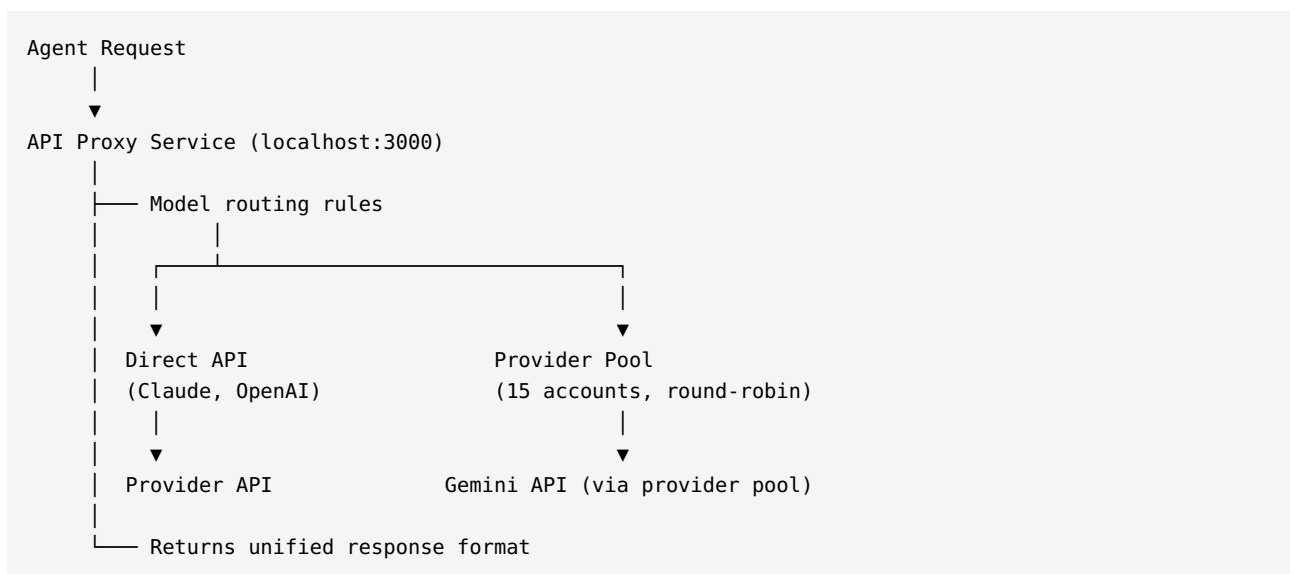 Agent Request
API Proxy Service (localhost:3000)
Model routing rules
Direct API Provider Pool
(Claude, OpenAI) (15 accounts, round-robin)
Provider API Gemini API (via provider pool)
Returns unified response format